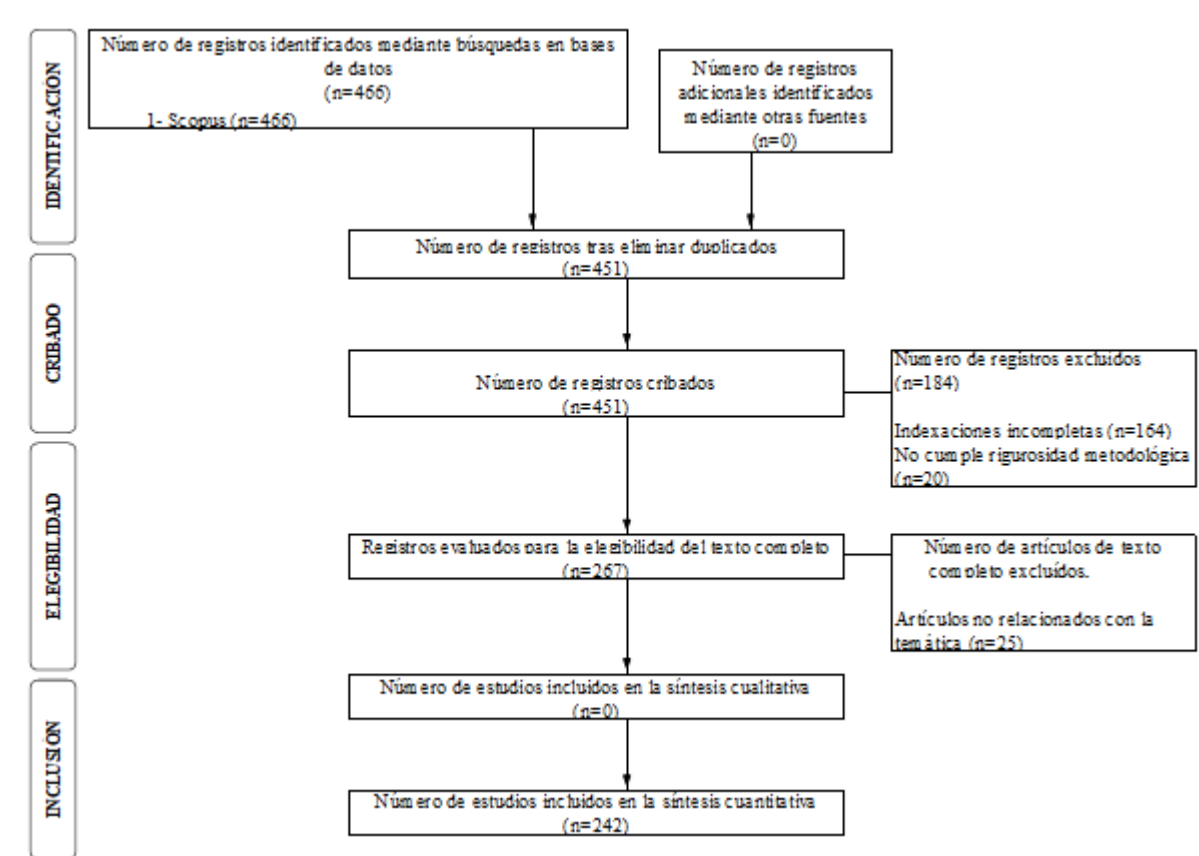 IDENTIFICACIÓN
Número de registros identificados mediante búsquedas en bases
de datos
(n=466)
1- Scopus (n=466)
Número de registros
adicionales identificados
mediante otras fuentes
(n=0)
Número de registros tras eliminar duplicados
(n=451)
CRIBADO
Número de registros cribados
(n=451)
Número de registros excluidos
(n=184)
Indexaciones incompletas (n=164)
No cumple rigurosidad metodológica
(n=20)
ELEGIBILIDAD
Registros evaluados para la elegibilidad del texto completo
(n=267)
Número de artículos de texto
completo excluídos.
Artículos no relacionados con la
temática (n=25)
INCLUSIÓN
Número de estudios incluidos en la síntesis cualitativa
(n=0)
Número de estudios incluidos en la síntesis cuantitativa
(n=242)